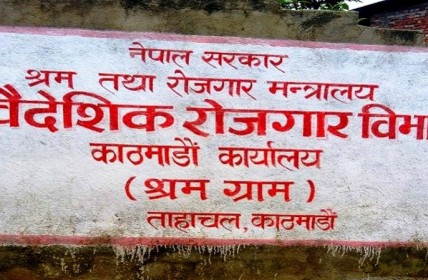 नेपाल सरकार
श्रम तथा रोजगार मन्त्रालय
वैदेशिक रोजगार विभा
काठमाडौं कार्यालय
( श्रम ग्राम )
ताहाचल, काठमाडौं